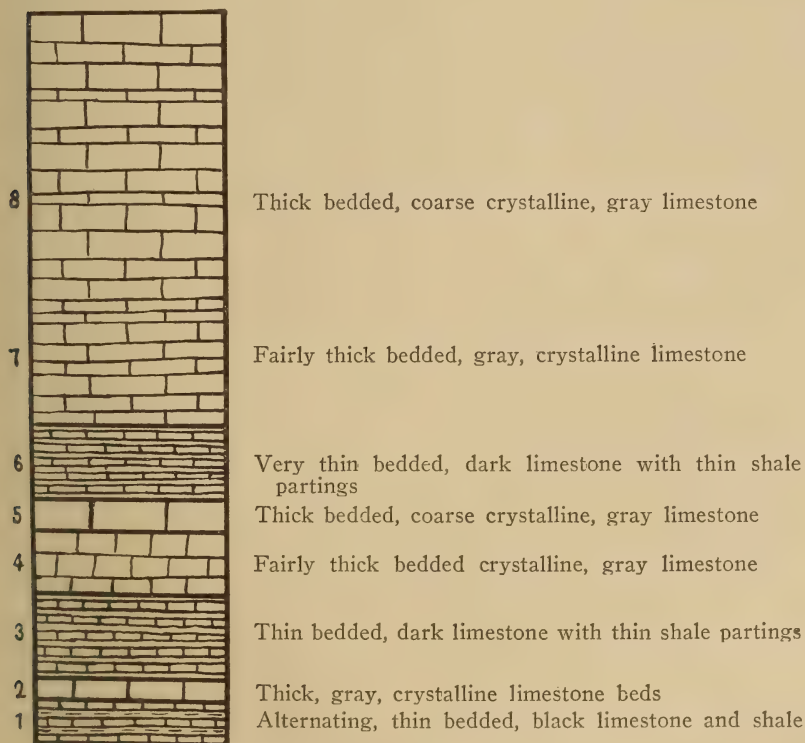 8 Thick bedded, coarse crystalline, gray limestone
7 Fairly thick bedded, gray, crystalline limestone
6 Very thin bedded, dark limestone with thin shale
partings
5 Thick bedded, coarse crystalline, gray limestone
4 Fairly thick bedded crystalline, gray limestone
3 Thin bedded, dark limestone with thin shale partings
2 Thick, gray, crystalline limestone beds
1 Alternating, thin bedded, black limestone and shale